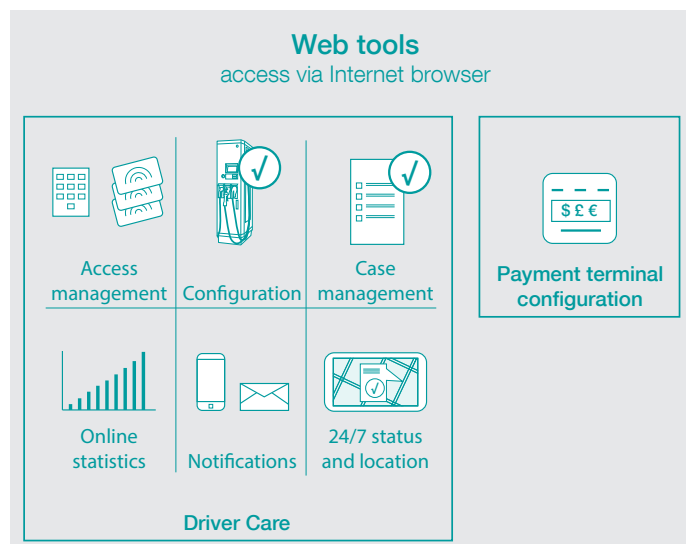 Web tools
access via Internet browser
Access
management
Configuration
Case
management
$ £ €
Payment terminal
configuration
Online
statistics
Notifications
24/7 status
and location
Driver Care